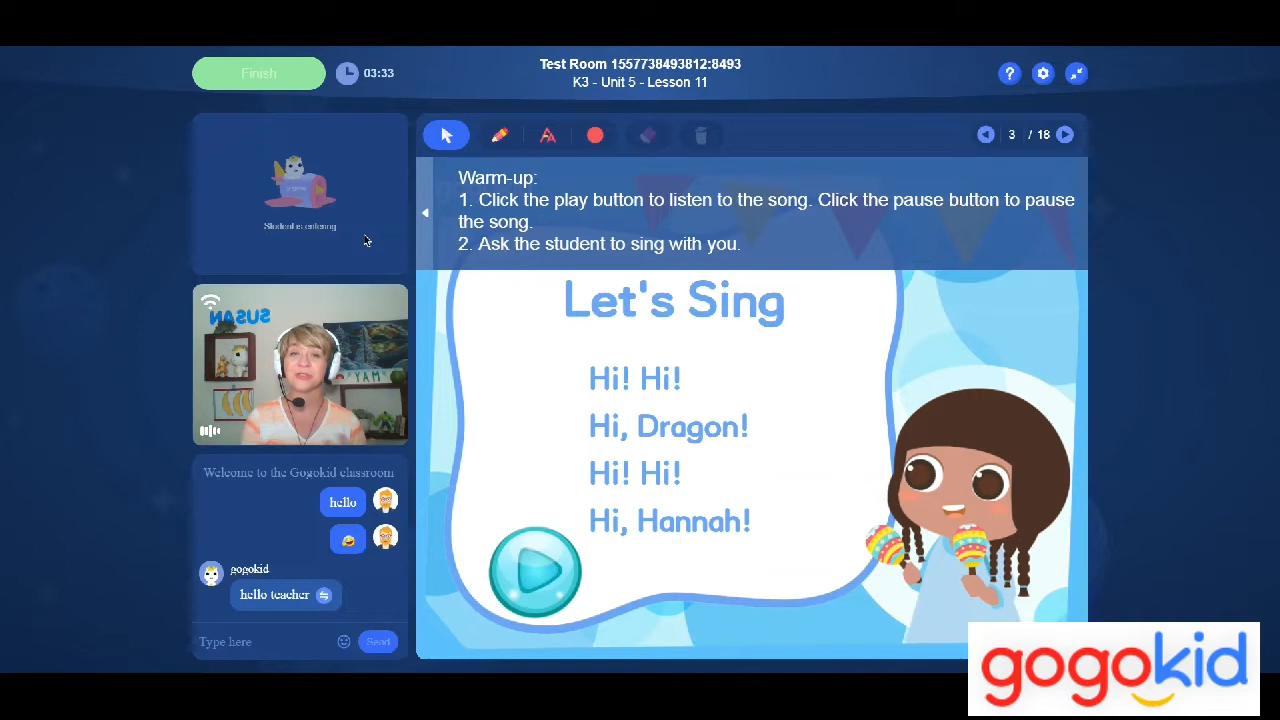 Finish
03:33
Test Room 1557738493812:8493
K3 - Unit 5 - Lesson 11
?
3 / 18
Student is entering
Warm-up:
1. Click the play button to listen to the song. Click the pause button to pause
the song.
2. Ask the student to sing with you.
Let's Sing
Hi! Hi!
Hi, Dragon!
Hi! Hi!
Hi, Hannah!
SUSAN
"YAM"
Welcome to the Gogokid classroom
hello
gogokid
hello teacher
Type here
Send
gogokid